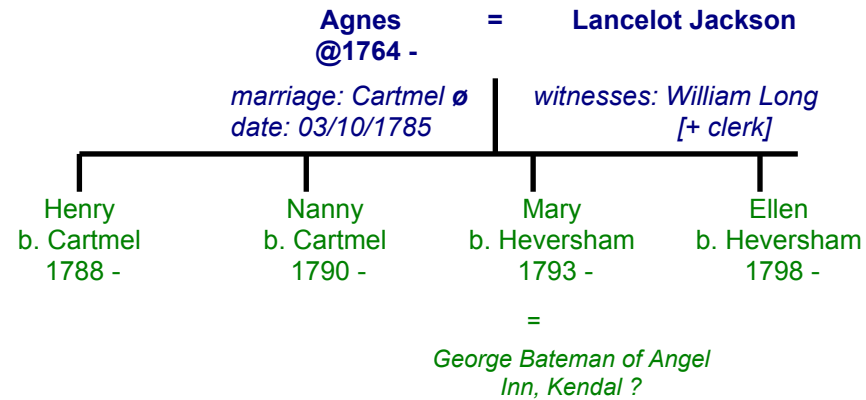 Agnes = Lancelot Jackson
@1764 -
marriage: Cartmel ø witnesses: William Long
date: 03/10/1785 [+ clerk]
Henry Nanny Mary Ellen
b. Cartmel b. Cartmel b. Heversham b. Heversham
1788 - 1790 - 1793 - 1798 -
=
George Bateman of Angel
Inn, Kendal ?